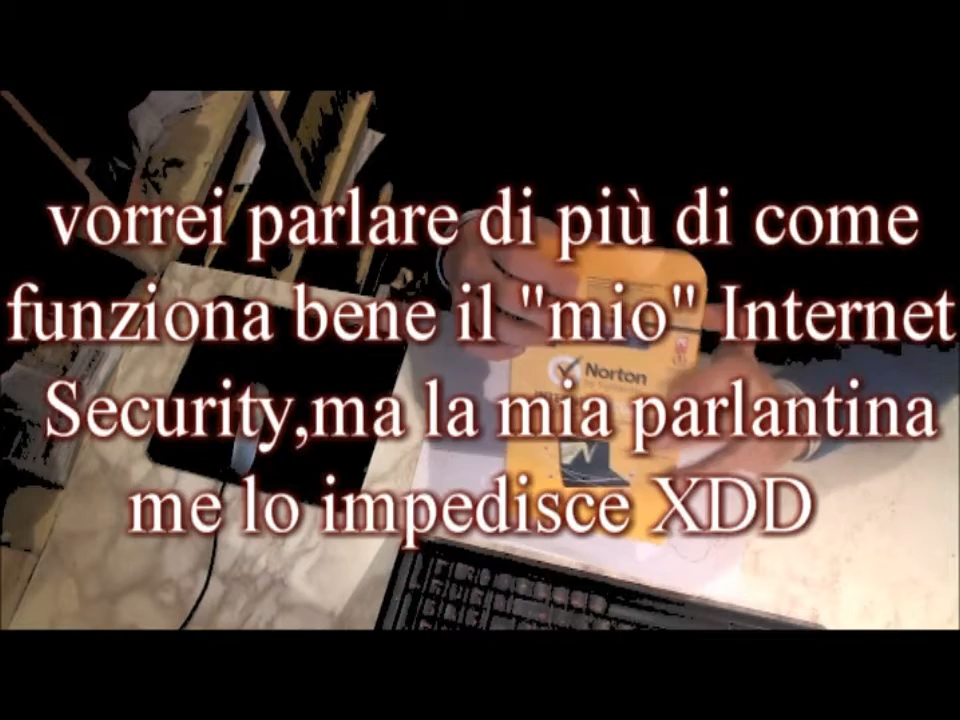 vorrei parlare di più di come
funziona bene il "mio" Internet
Security,ma la mia parlantina
me lo impedisce XDD
Norton